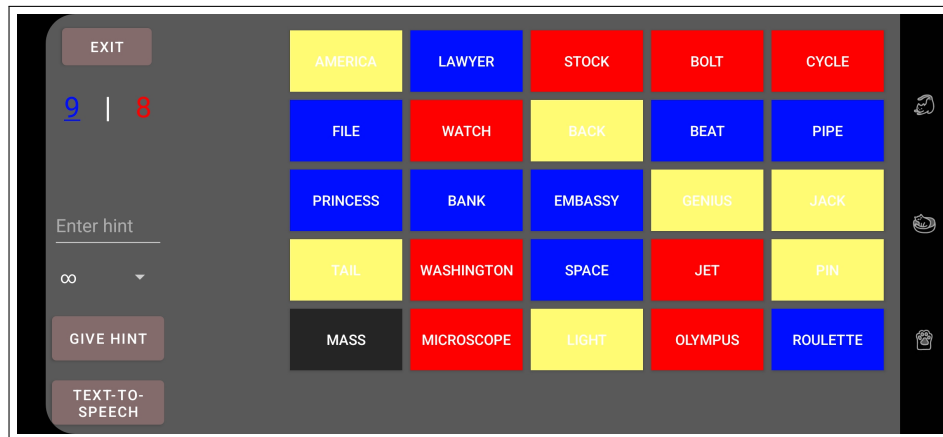 EXIT
9 | 8
AMERICA LAWYER STOCK BOLT CYCLE
FILE WATCH BACK BEAT PIPE
PRINCESS BANK EMBASSY GENIUS JACK
Enter hint
TAIL WASHINGTON SPACE JET PIN
∞
GIVE HINT
MASS MICROSCOPE LIGHT OLYMPUS ROULETTE
TEXT-TO-
SPEECH